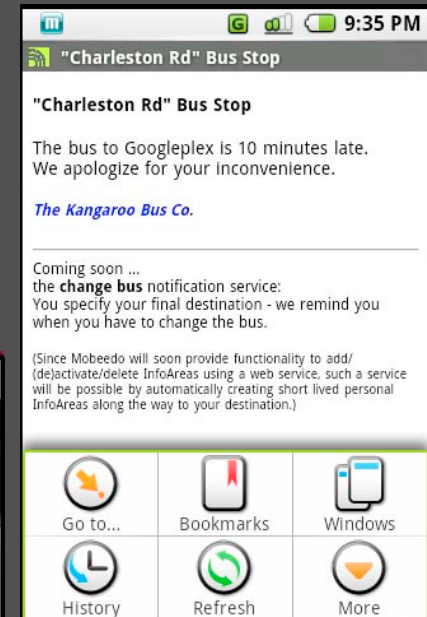 m G 9:35 PM
"Charleston Rd" Bus Stop
"Charleston Rd" Bus Stop
The bus to Googleplex is 10 minutes late.
We apologize for your inconvenience.
The Kangaroo Bus Co.
Coming soon ...
the change bus notification service:
You specify your final destination - we remind you
when you have to change the bus.
(Since Mobeedo will soon provide functionality to add/
(de)activate/delete InfoAreas using a web service, such a service
will be possible by automatically creating short lived personal
InfoAreas along the way to your destination.)
Go to... Bookmarks Windows
History Refresh More